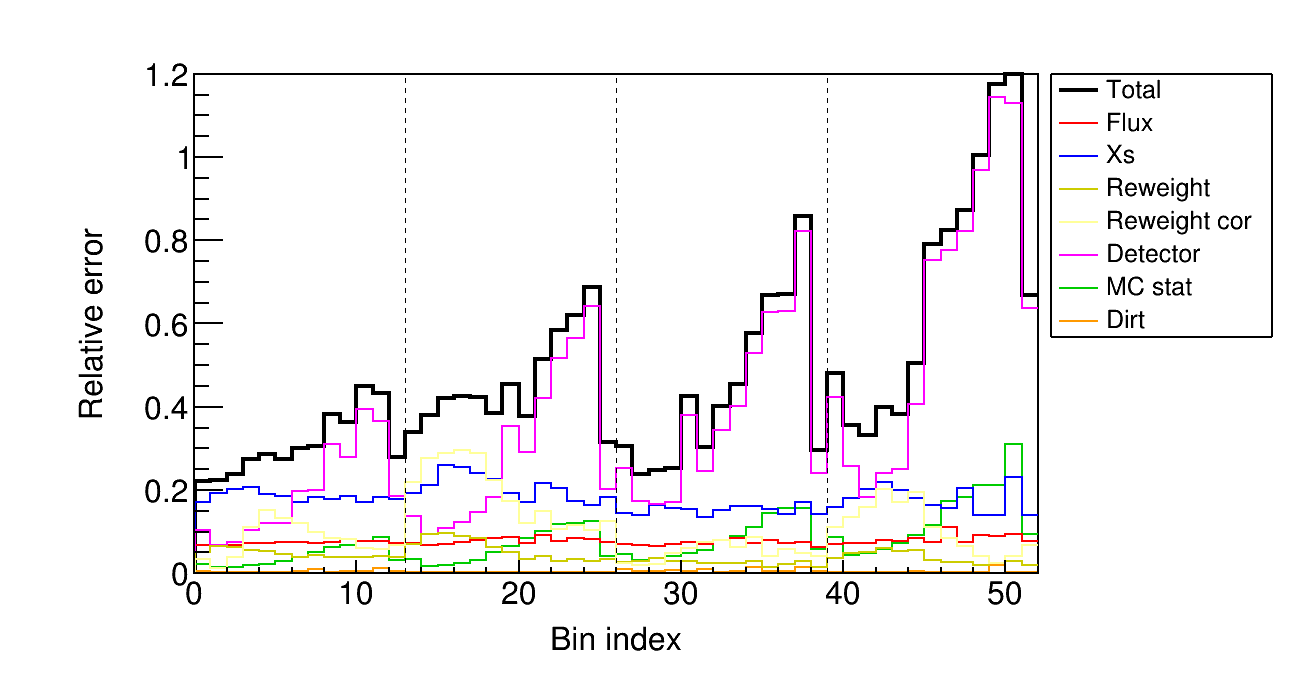 1.2
1
0.8
0.6
0.4
0.2
0
0 10 20 30 40 50
Relative error
Bin index
Total
Flux
Xs
Reweight
Reweight cor
Detector
MC stat
Dirt